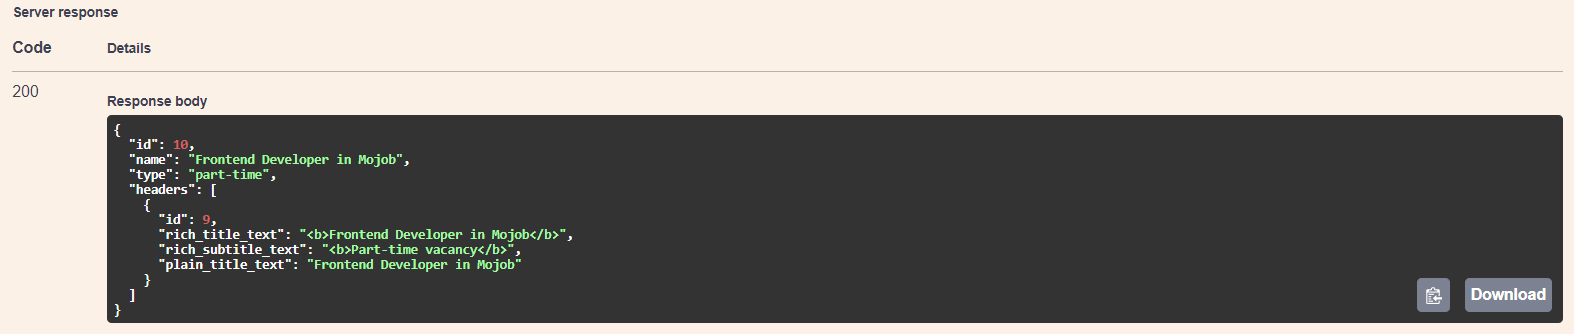 Server response
Code Details
200
Response body
{
  "id": 10,
  "name": "Frontend Developer in Mojob",
  "type": "part-time",
  "headers": [
    {
      "id": 9,
      "rich_title_text": "<b>Frontend Developer in Mojob</b>",
      "rich_subtitle_text": "<b>Part-time vacancy</b>",
      "plain_title_text": "Frontend Developer in Mojob"
    }
  ]
}
Download